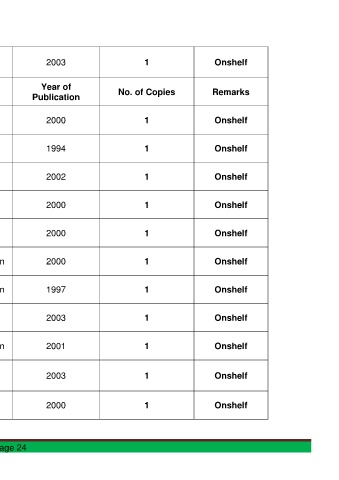 2003 1 Onshelf
Year of Publication No. of Copies Remarks
2000 1 Onshelf
1994 1 Onshelf
2002 1 Onshelf
2000 1 Onshelf
2000 1 Onshelf
n 2000 1 Onshelf
n 1997 1 Onshelf
2003 1 Onshelf
n 2001 1 Onshelf
2003 1 Onshelf
2000 1 Onshelf
age 24